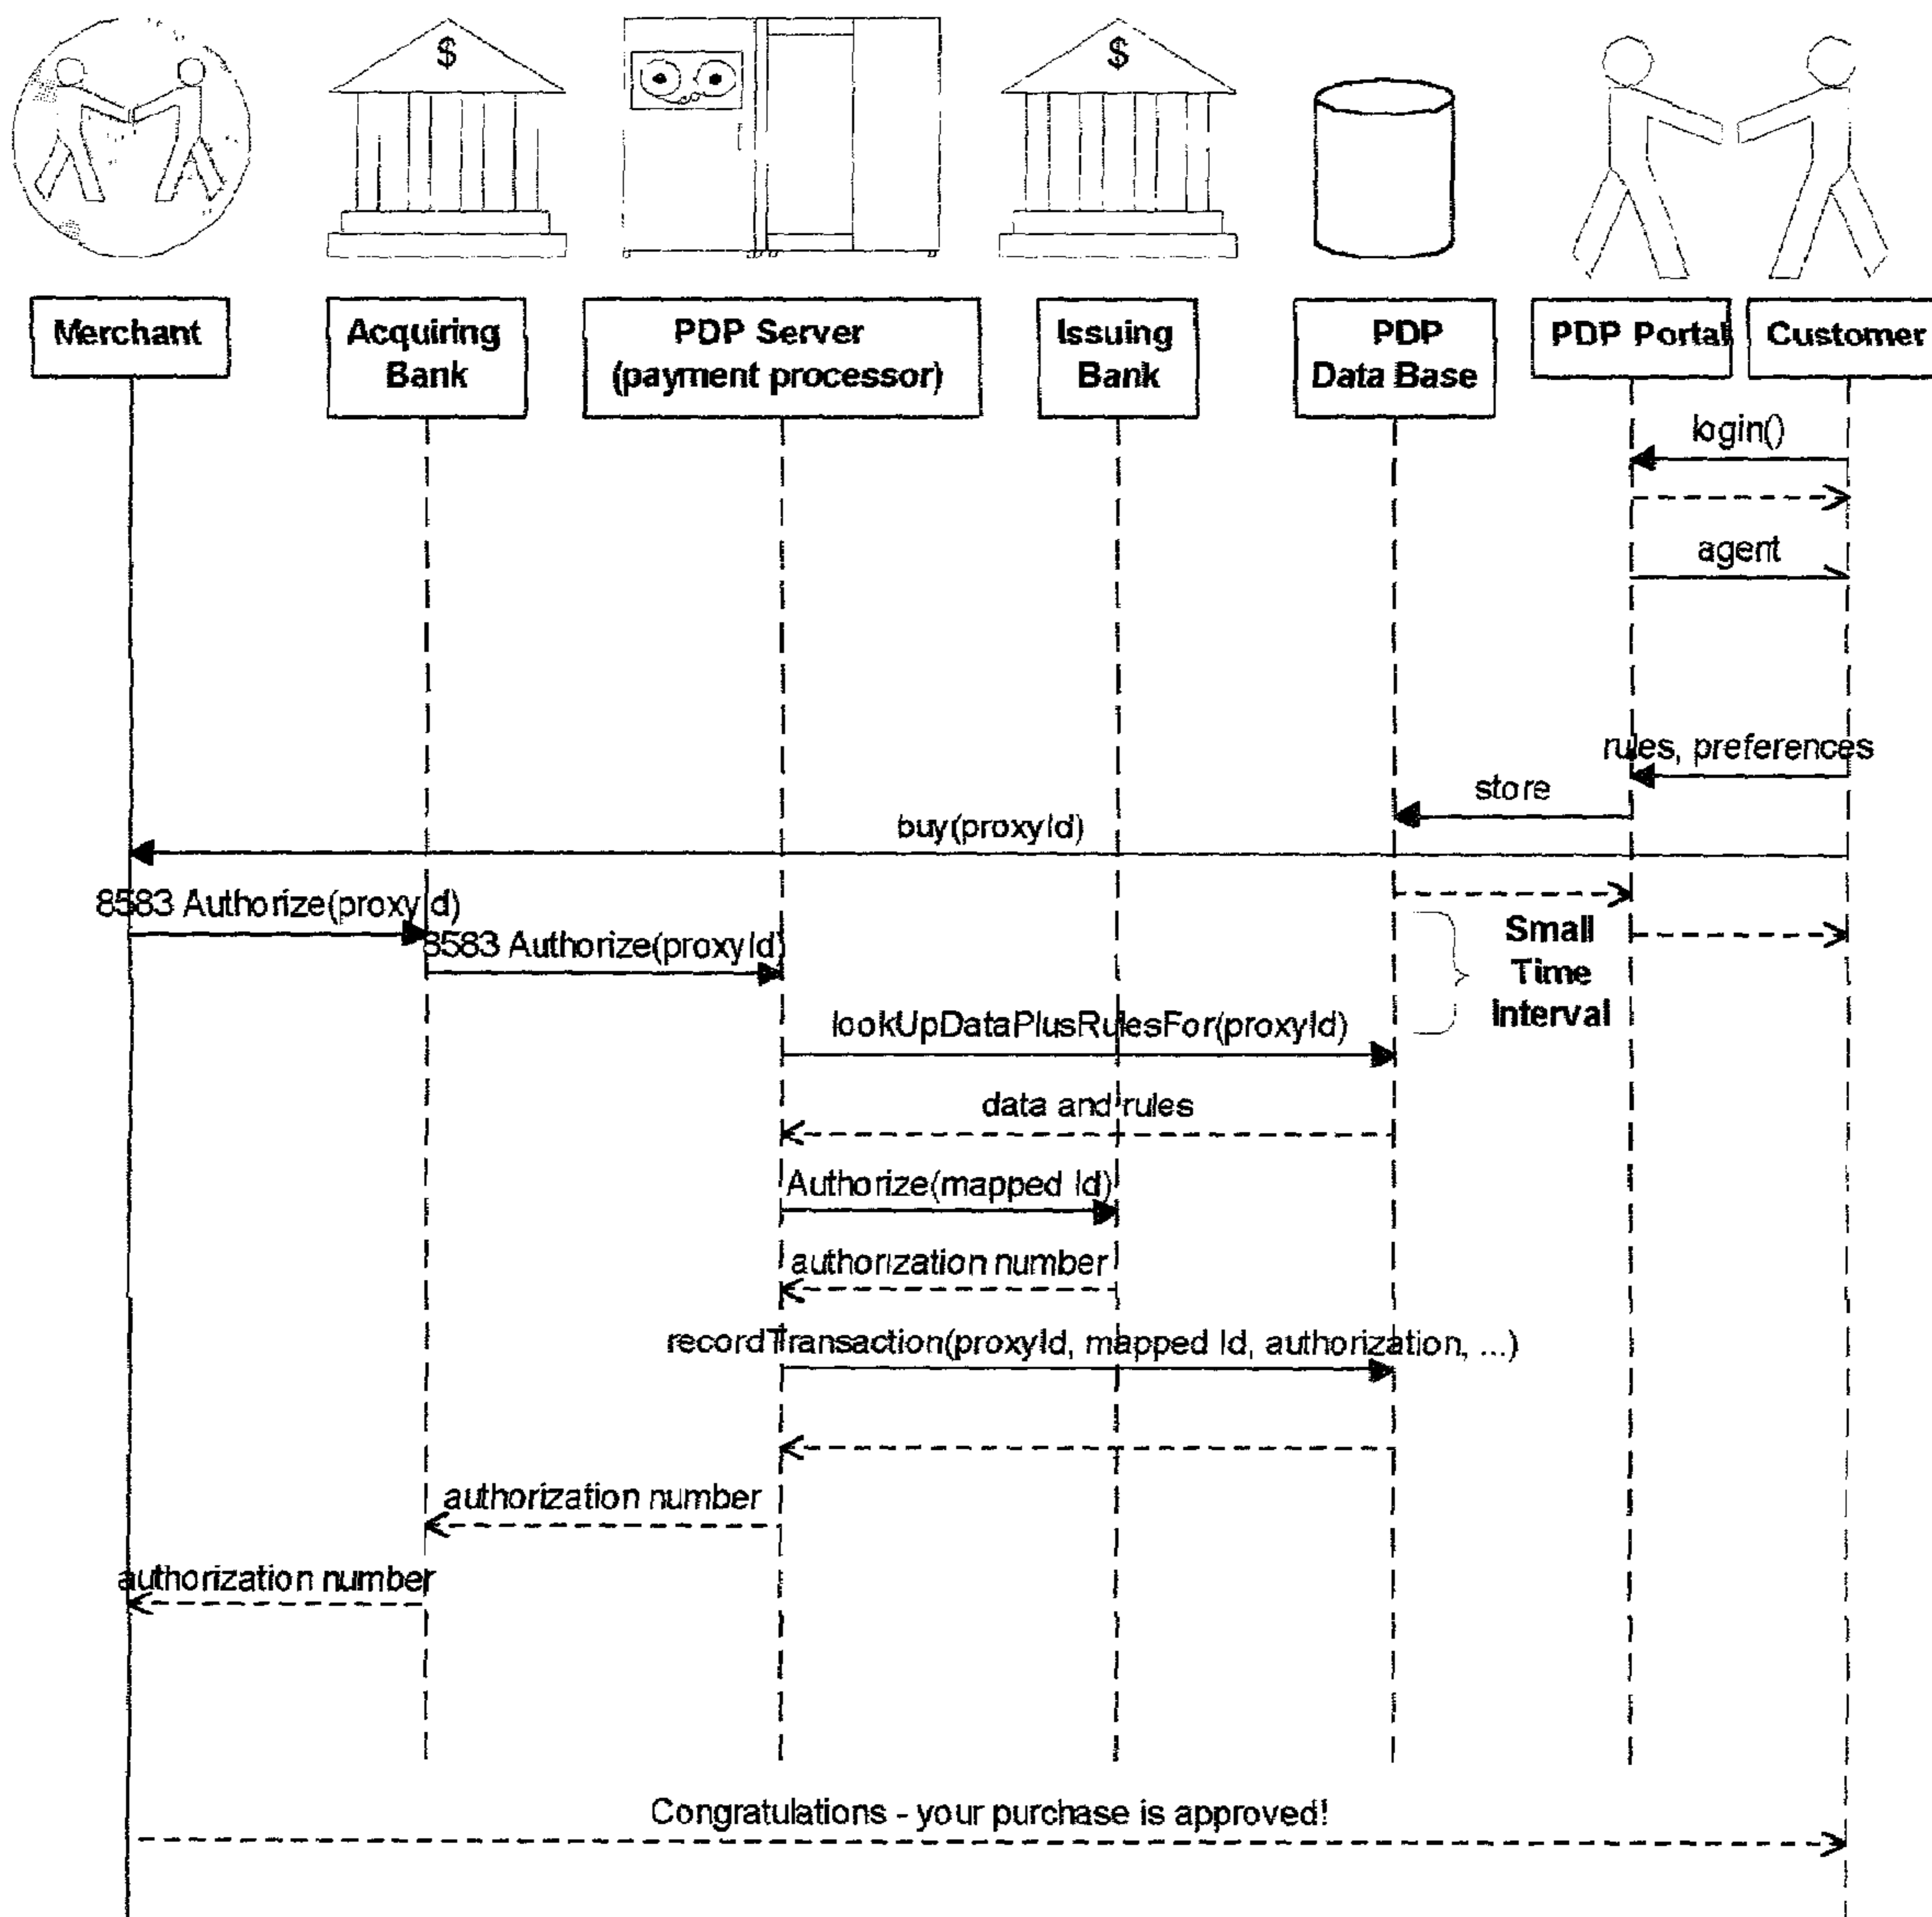 $
$
Merchant
Acquiring
Bank
PDP Server
(payment processor)
Issuing
Bank
PDP
Data Base
PDP Portal
Customer
login()
agent
rules, preferences
store
buy(proxyId)
8583 Authorize(proxyId)
8583 Authorize(proxyId)
Small
Time
Interval
lookUpDataPlusRulesFor(proxyId)
data and rules
Authorize(mapped Id)
authorization number
recordTransaction(proxyId, mapped Id, authorization, ...)
authorization number
authorization number
Congratulations - your purchase is approved!